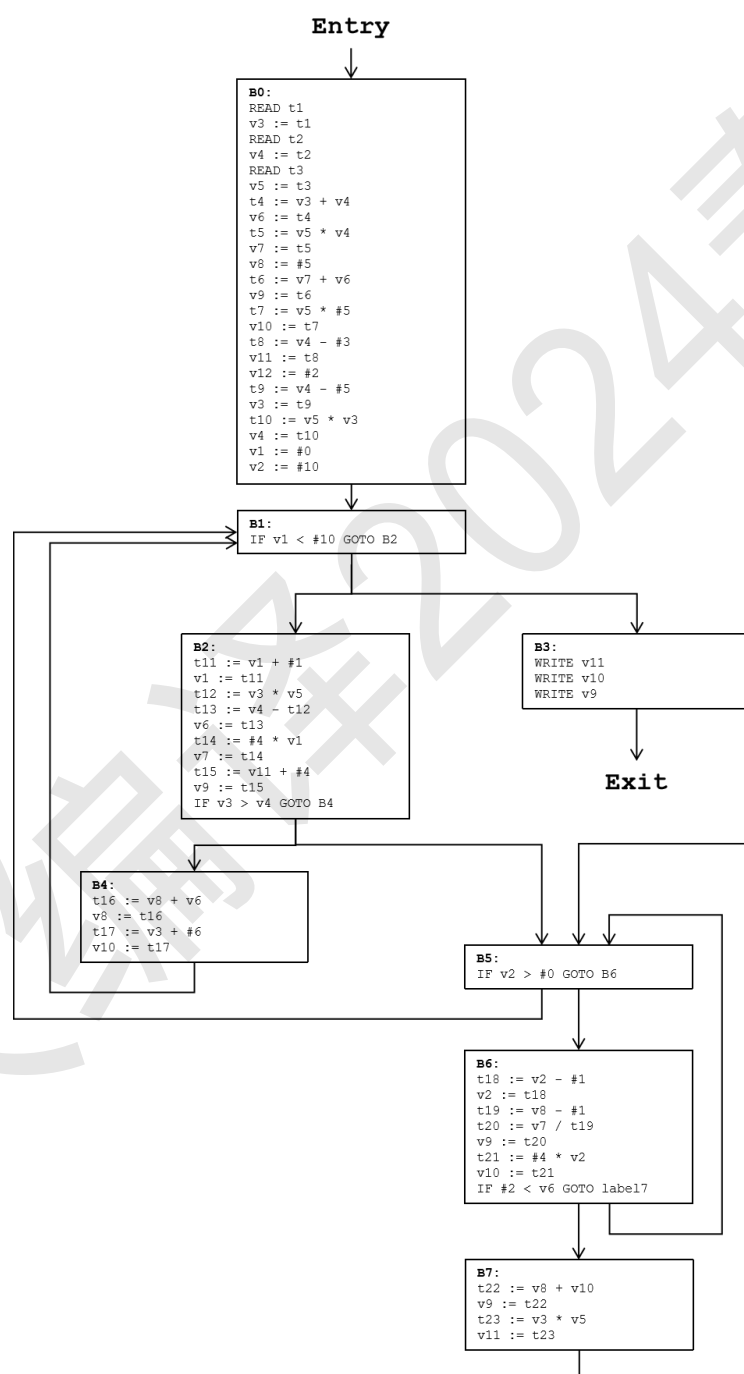 Entry
B0:
READ t1
v3 := t1
READ t2
v4 := t2
READ t3
v5 := t3
t4 := v3 + v4
v6 := t4
t5 := v5 * v4
v7 := t5
v8 := #5
t6 := v7 + v6
v9 := t6
t7 := v5 * #5
v10 := t7
t8 := v4 - #3
v11 := t8
v12 := #2
t9 := v4 - #5
v3 := t9
t10 := v5 * v3
v4 := t10
v1 := #0
v2 := #10
B1:
IF v1 < #10 GOTO B2
B2:
t11 := v1 + #1
v1 := t11
t12 := v3 * v5
t13 := v4 - t12
v6 := t13
t14 := #4 * v1
v7 := t14
t15 := v11 + #4
v9 := t15
IF v3 > v4 GOTO B4
B3:
WRITE v11
WRITE v10
WRITE v9
Exit
B4:
t16 := v8 + v6
v8 := t16
t17 := v3 + #6
v10 := t17
B5:
IF v2 > #0 GOTO B6
B6:
t18 := v2 - #1
v2 := t18
t19 := v8 - #1
t20 := v7 / t19
v9 := t20
t21 := #4 * v2
v10 := t21
IF #2 < v6 GOTO label7
B7:
t22 := v8 + v10
v9 := t22
t23 := v3 * v5
v11 := t23
编译2024